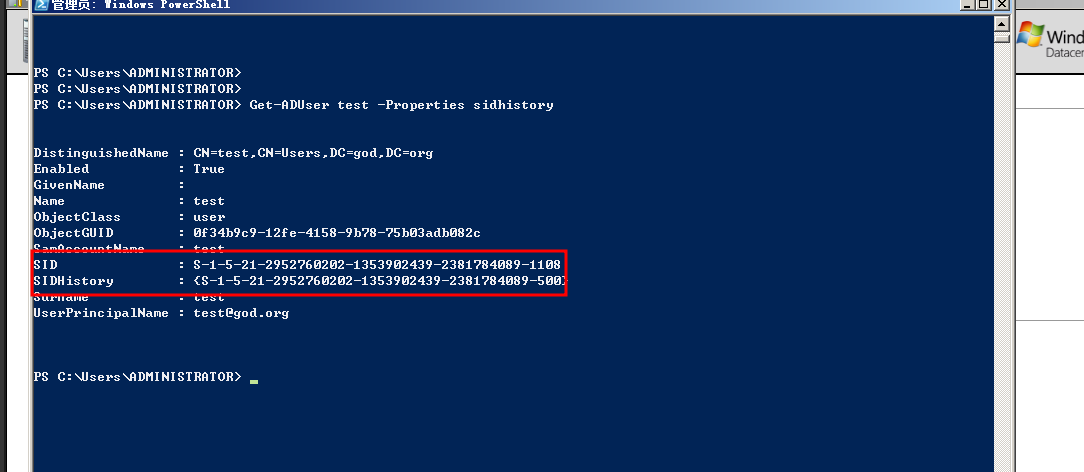 管理员: Windows PowerShell
PS C:\Users\ADMINISTRATOR>
PS C:\Users\ADMINISTRATOR>
PS C:\Users\ADMINISTRATOR> Get-ADUser test -Properties sidhistory
DistinguishedName : CN=test,CN=Users,DC=god,DC=org
Enabled : True
GivenName :
Name : test
ObjectClass : user
ObjectGUID : 0f34b9c9-12fe-4158-9b78-75b03adb082c
SamAccountName : test
SID : S-1-5-21-2952760202-1353902439-2381784089-1108
SIDHistory : {S-1-5-21-2952760202-1353902439-2381784089-500}
Surname : test
UserPrincipalName : test@god.org
PS C:\Users\ADMINISTRATOR>
Wind
Datacen